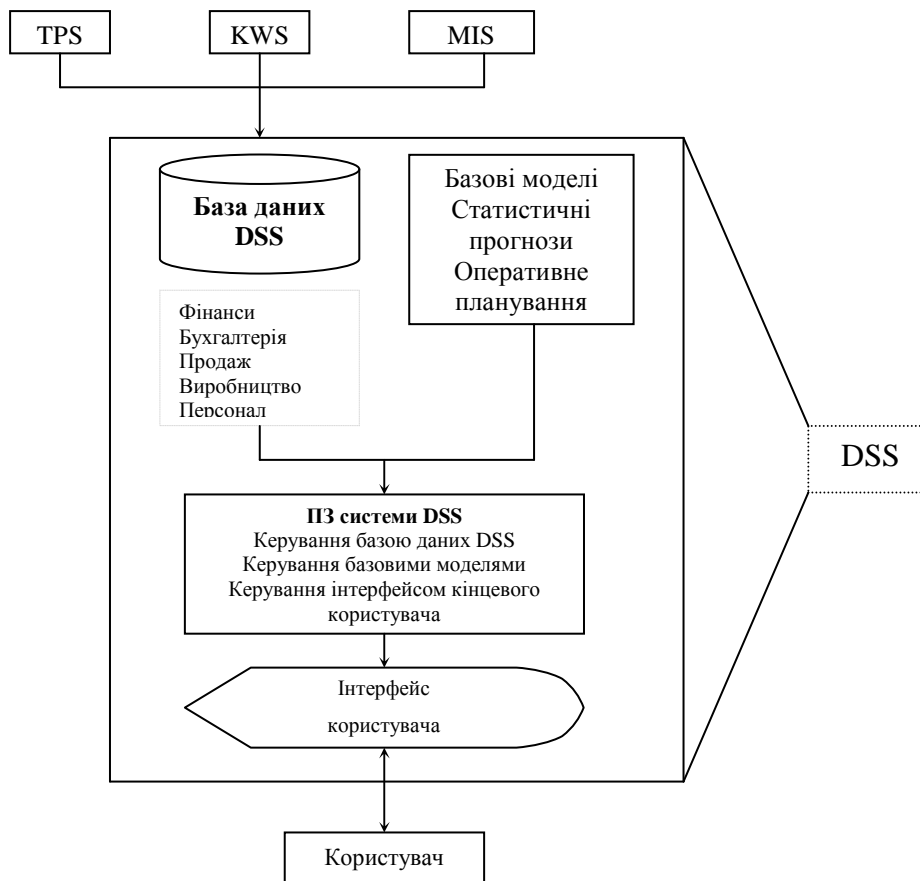 TPS
KWS
MIS
База даних
DSS
Базові моделі
Статистичні
прогнози
Оперативне
планування
Фінанси
Бухгалтерія
Продаж
Виробництво
Персонал
DSS
ПЗ системи DSS
Керування базою даних DSS
Керування базовими моделями
Керування інтерфейсом кінцевого
користувача
Інтерфейс
користувача
Користувач